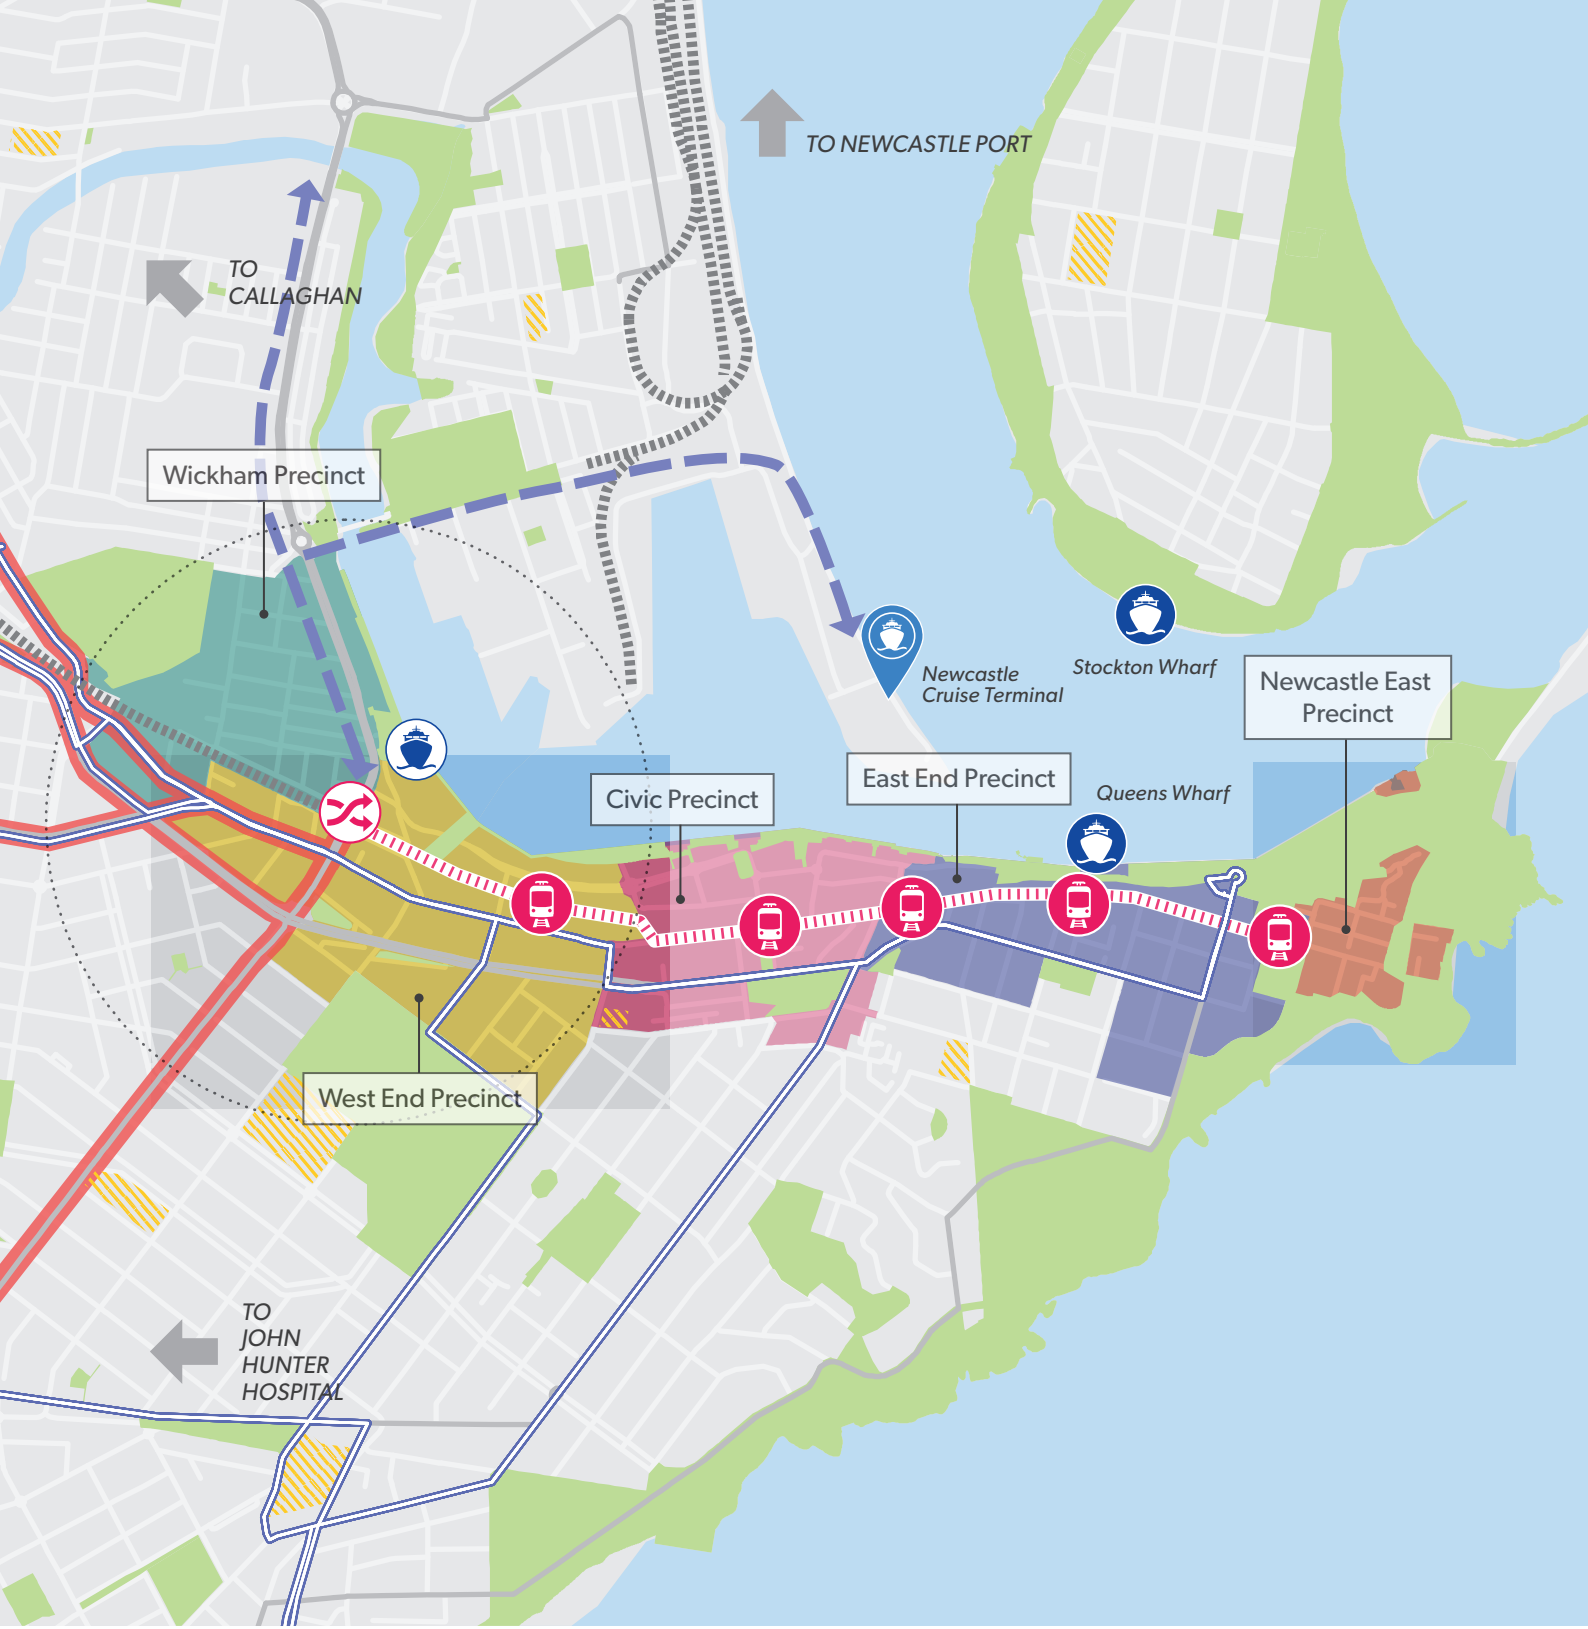 TO NEWCASTLE PORT
TO
CALLAGHAN
Wickham Precinct
Newcastle
Cruise Terminal
Stockton Wharf
Newcastle East
Precinct
East End Precinct
Civic Precinct
Queens Wharf
West End Precinct
TO
JOHN
HUNTER
HOSPITAL